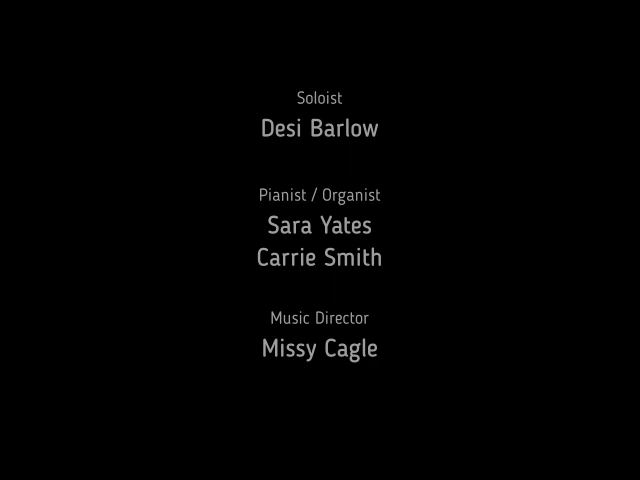 Soloist
Desi Barlow
Pianist / Organist
Sara Yates
Carrie Smith
Music Director
Missy Cagle